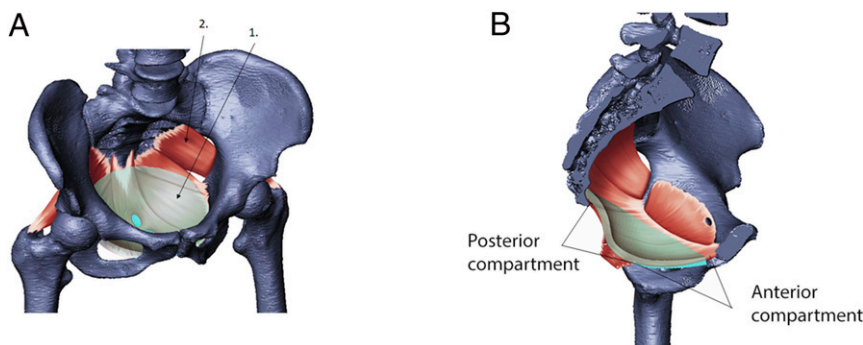 A
2.
1.
B
Posterior
compartment
Anterior
compartment